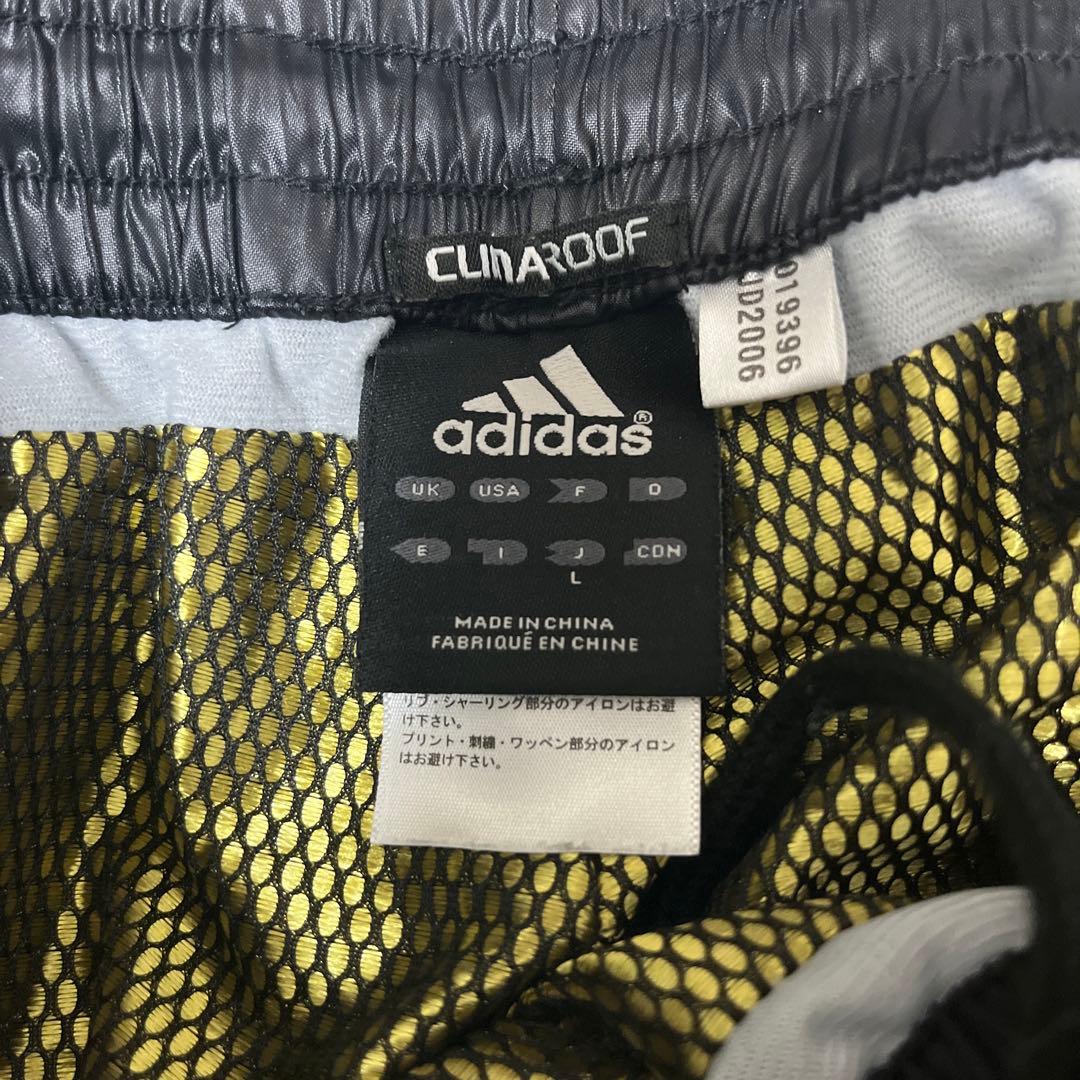 CLIMAPROOF
adidas®
UK USA F D
E I J CDN
L
MADE IN CHINA
FABRIQUÉ EN CHINE
リブ・シャーリング部分のアイロンはお避
け下さい。
プリント・刺繍・ワッペン部分のアイロン
はお避け下さい。
019396
JD2006